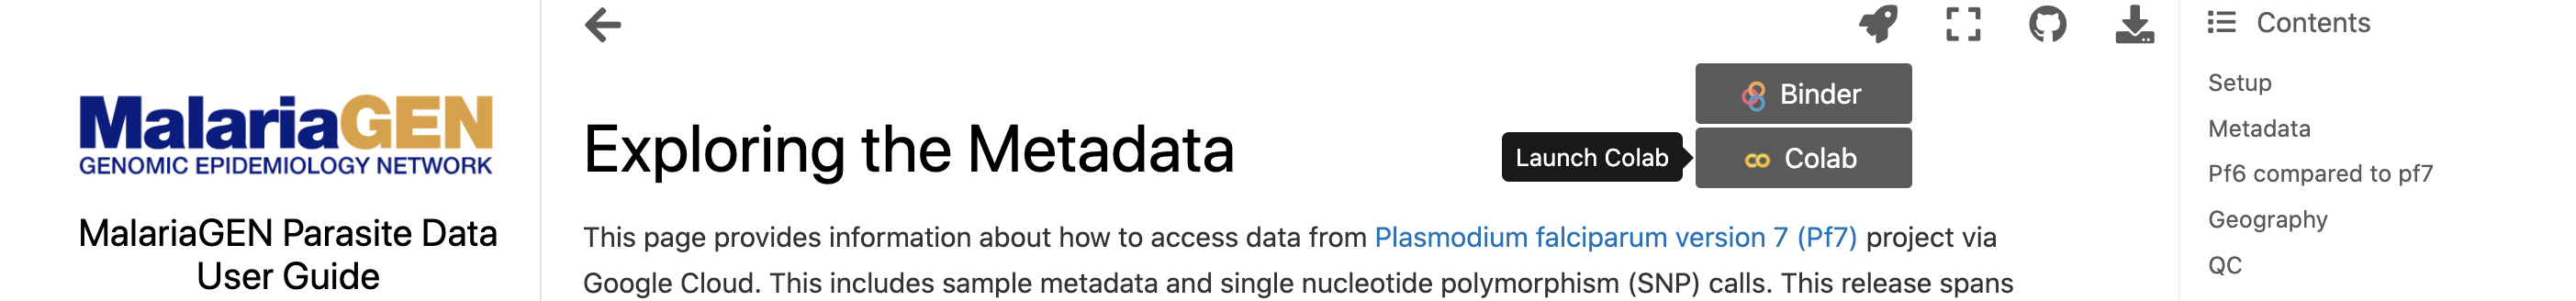 MalariaGEN
GENOMIC EPIDEMIOLOGY NETWORK
MalariaGEN Parasite Data
User Guide
Binder
Launch Colab
Colab
Exploring the Metadata
This page provides information about how to access data from Plasmodium falciparum version 7 (Pf7) project via
Google Cloud. This includes sample metadata and single nucleotide polymorphism (SNP) calls. This release spans
Contents
Setup
Metadata
Pf6 compared to pf7
Geography
QC